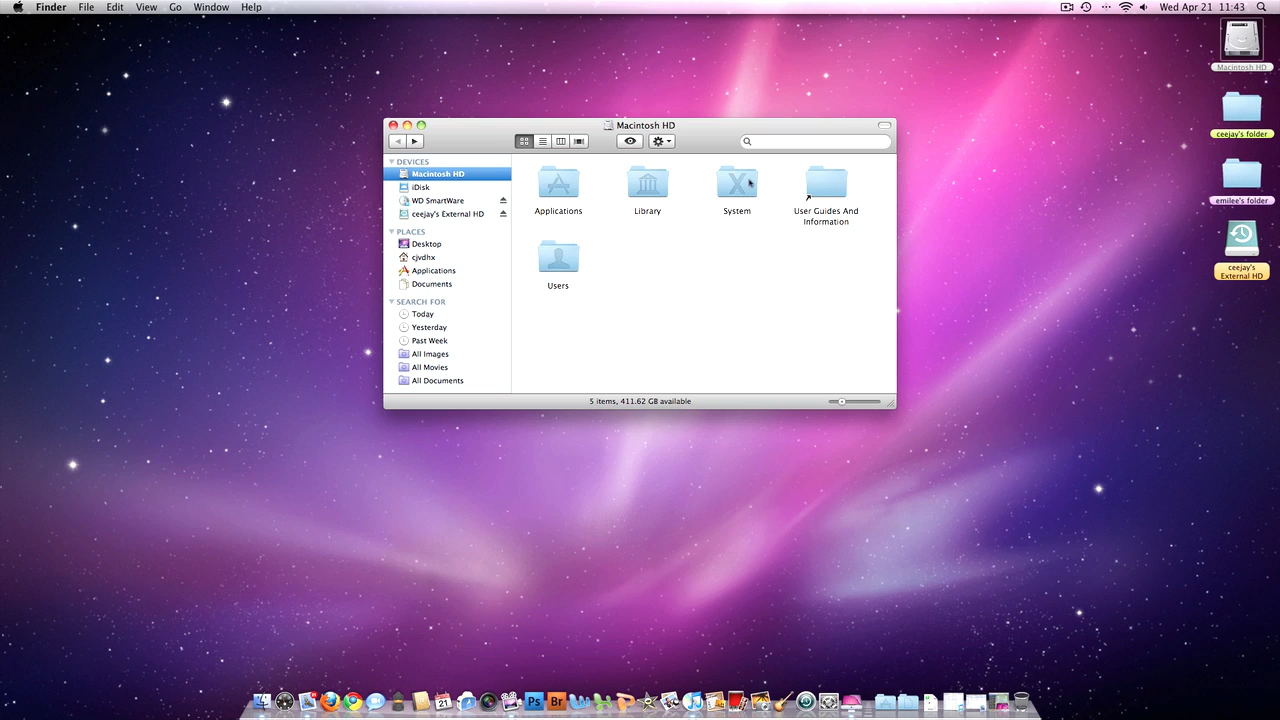 Finder File Edit View Go Window Help
Wed Apr 21 11:43
Macintosh HD
Macintosh HD
ceejay's folder
emilee's folder
ceejay's
External HD
DEVICES
Macintosh HD
iDisk
WD SmartWare
ceejay's External HD
PLACES
Desktop
cjvdhx
Applications
Documents
SEARCH FOR
Today
Yesterday
Past Week
All Images
All Movies
All Documents
Applications
Library
System
User Guides And
Information
Users
5 items, 411.62 GB available
21
Ps
Br